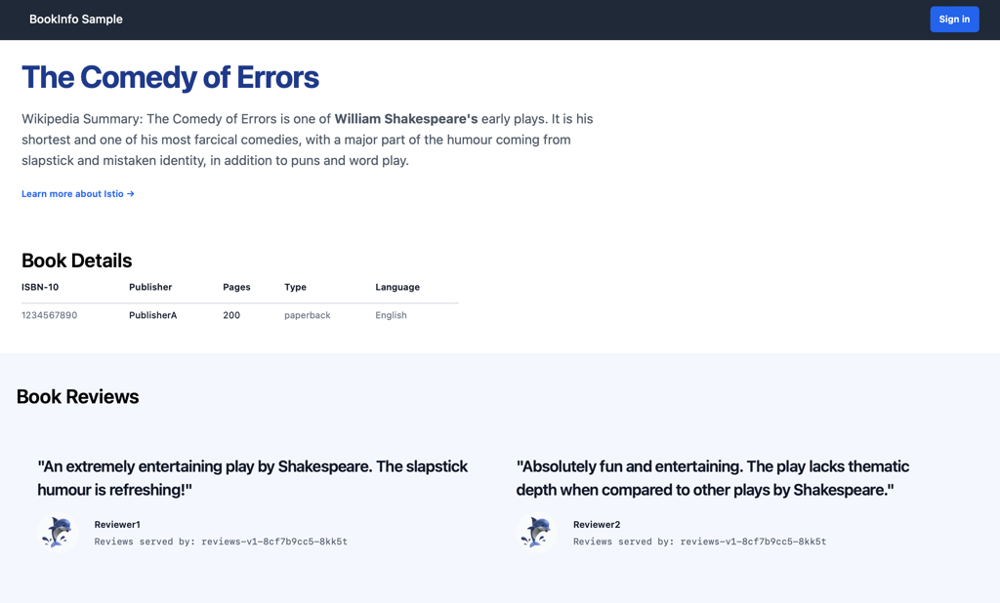 BookInfo Sample
Sign in
The Comedy of Errors
Wikipedia Summary: The Comedy of Errors is one of William Shakespeare's early plays. It is his
shortest and one of his most farcical comedies, with a major part of the humour coming from
slapstick and mistaken identity, in addition to puns and word play.
Learn more about Istio →
Book Details
ISBN-10 Publisher Pages Type Language
1234567890 PublisherA 200 paperback English
Book Reviews
"An extremely entertaining play by Shakespeare. The slapstick
humour is refreshing!"
Reviewer1
Reviews served by: reviews-v1-8cf7b9cc5-8kk5t
"Absolutely fun and entertaining. The play lacks thematic
depth when compared to other plays by Shakespeare."
Reviewer2
Reviews served by: reviews-v1-8cf7b9cc5-8kk5t